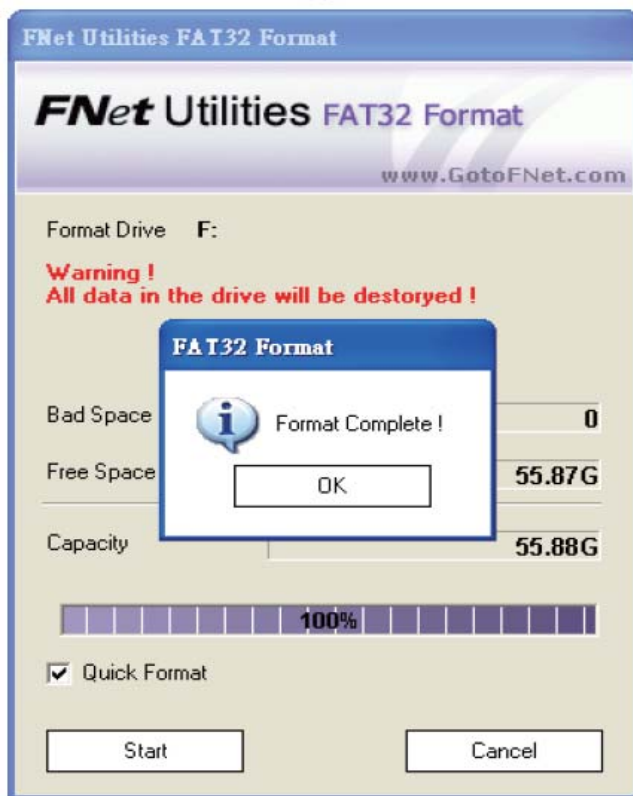 FNet Utilities FAT32 Format
FNet Utilities FAT32 Format
www.GotoFNet.com
Format Drive F:
Warning !
All data in the drive will be destoryed !
FAT32 Format
Format Complete !
OK
Bad Space 0
Free Space 55.87G
Capacity 55.88G
100%
Quick Format
Start Cancel